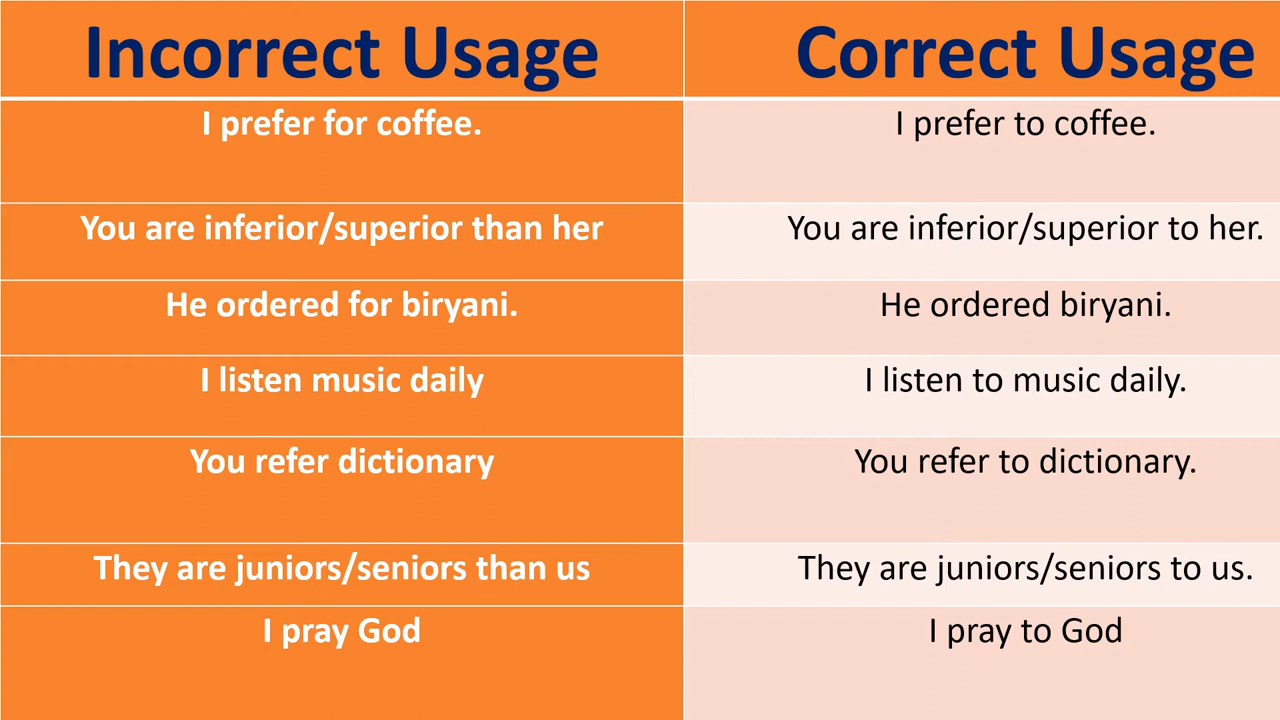 Incorrect Usage
Correct Usage
I prefer for coffee.
I prefer to coffee.
You are inferior/superior than her
You are inferior/superior to her.
He ordered for biryani.
He ordered biryani.
I listen music daily
I listen to music daily.
You refer dictionary
You refer to dictionary.
They are juniors/seniors than us
They are juniors/seniors to us.
I pray God
I pray to God